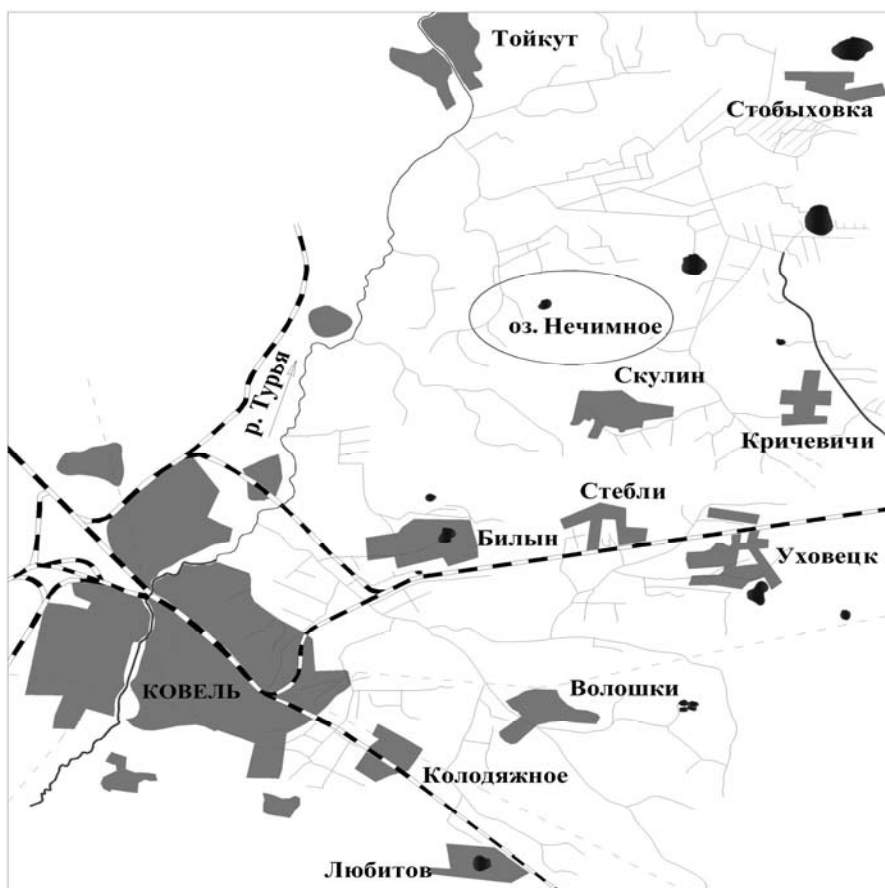 Тойкут
Стобыховка
оз. Нечимное
р. Турья
Скулин
Кричевичи
Стебли
Билын
Уховецк
КОВЕЛЬ
Волошки
Колодяжное
Любитов